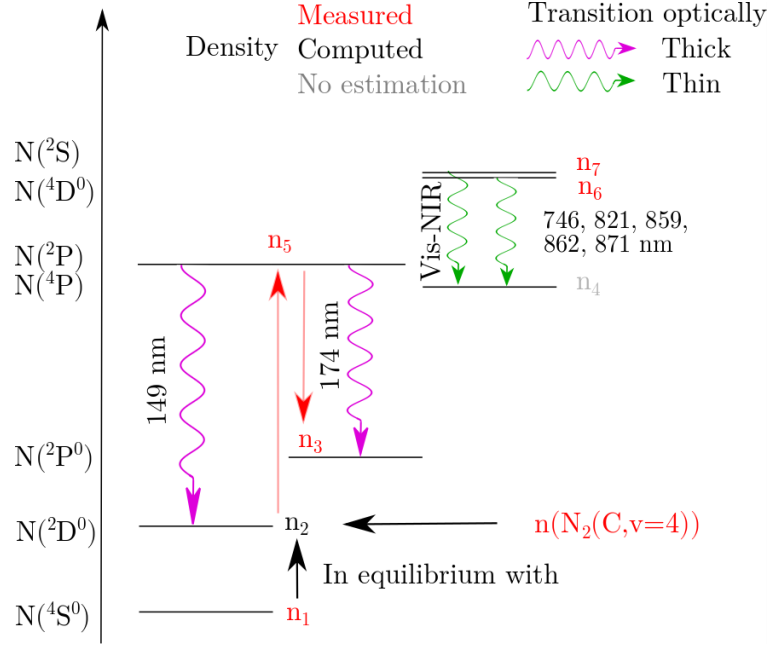 Measured
Density Computed
No estimation
Transition optically
Thick
Thin
N(²S)
N(⁴D⁰)
N(²P)
N(⁴P)
N(²P⁰)
N(²D⁰)
N(⁴S⁰)
n₇
n₆
Vis-NIR
746, 821, 859,
862, 871 nm
n₄
n₅
149 nm
174 nm
n₃
n₂
n(N₂(C,v=4))
In equilibrium with
n₁